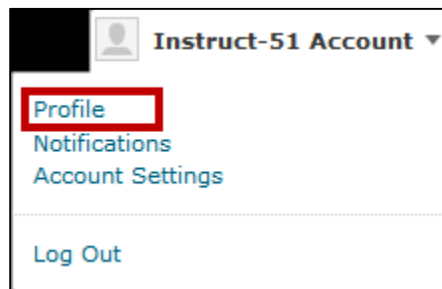 Instruct-51 Account
Profile
Notifications
Account Settings
Log Out